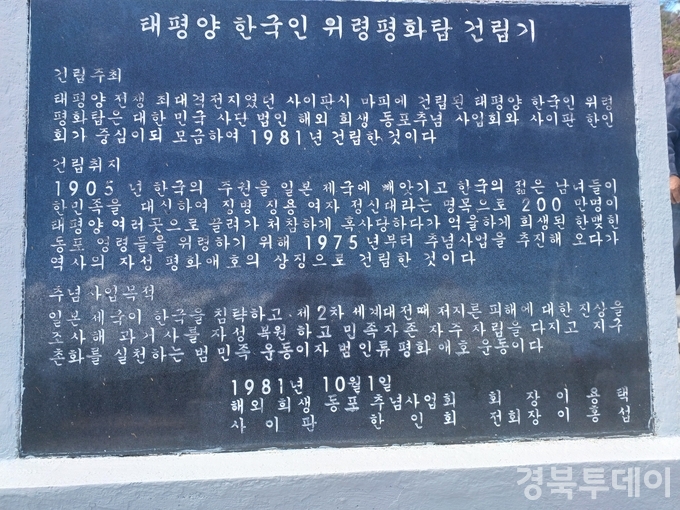 태평양 한국인 위령평화탑 건립기
건립주최
태평양 전쟁 최대격전지였던 사이판시 마피에 건립된 태평양 한국인 위령
평화탑은 대한 민국 사단 법인 해외 희생 동포추념 사업회와 사이판 한인
회가 중심이되 모금하여 1981년 건립한 것이다
건립취지
1905 년 한국의 주권을 일본 제국에 빼앗기고 한국의 젊은 남녀들이
한민족을 대신하여 징병 징용 여자 정신대라는 명목으로 200 만명이
태평양 여러곳으로 끌려가 처참하게 혹사당하다가 억울하게 희생된 한맺힌
동포 영령들을 위령하기 위해 1975년부터 추념사업을 추진해 오다가
역사의 자성 평화애호의 상징으로 건립한 것이다
추념 사업목적
일본 제국이 한국을 침략하고 제2차 세계대전때 저지른 피해에 대한 진상을
조사해 과거사를 자성 복원 하고 민족자존 자주 자립을 다지고 지구
촌화를 실천하는 범민족 운동이자 범인류 평화 애호 운동이다
1981년 10월1일
해외 희생 동포 추념사업회 회 장 이 용 택
사 이 판 한 인 회 전회장 이 홍 섭
경북투데이